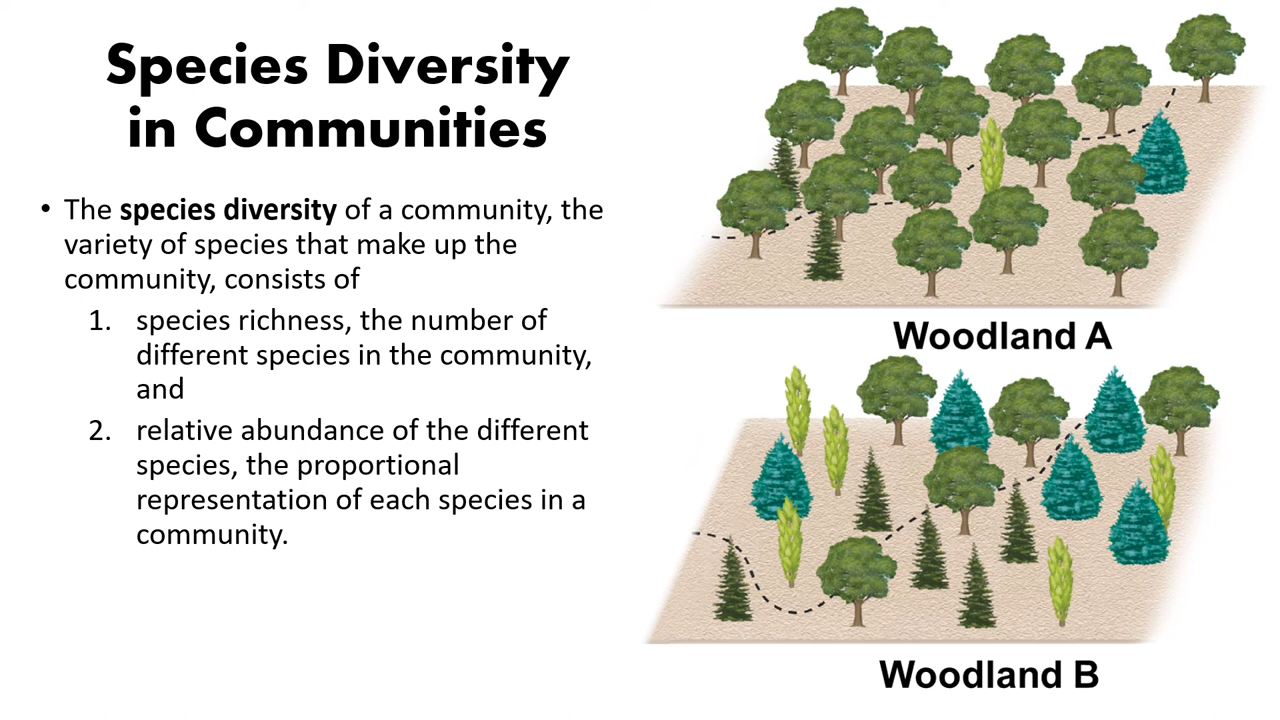 Species Diversity
in Communities
• The species diversity of a community, the
variety of species that make up the
community, consists of
1. species richness, the number of
different species in the community,
and
2. relative abundance of the different
species, the proportional
representation of each species in a
community.
Woodland A
Woodland B